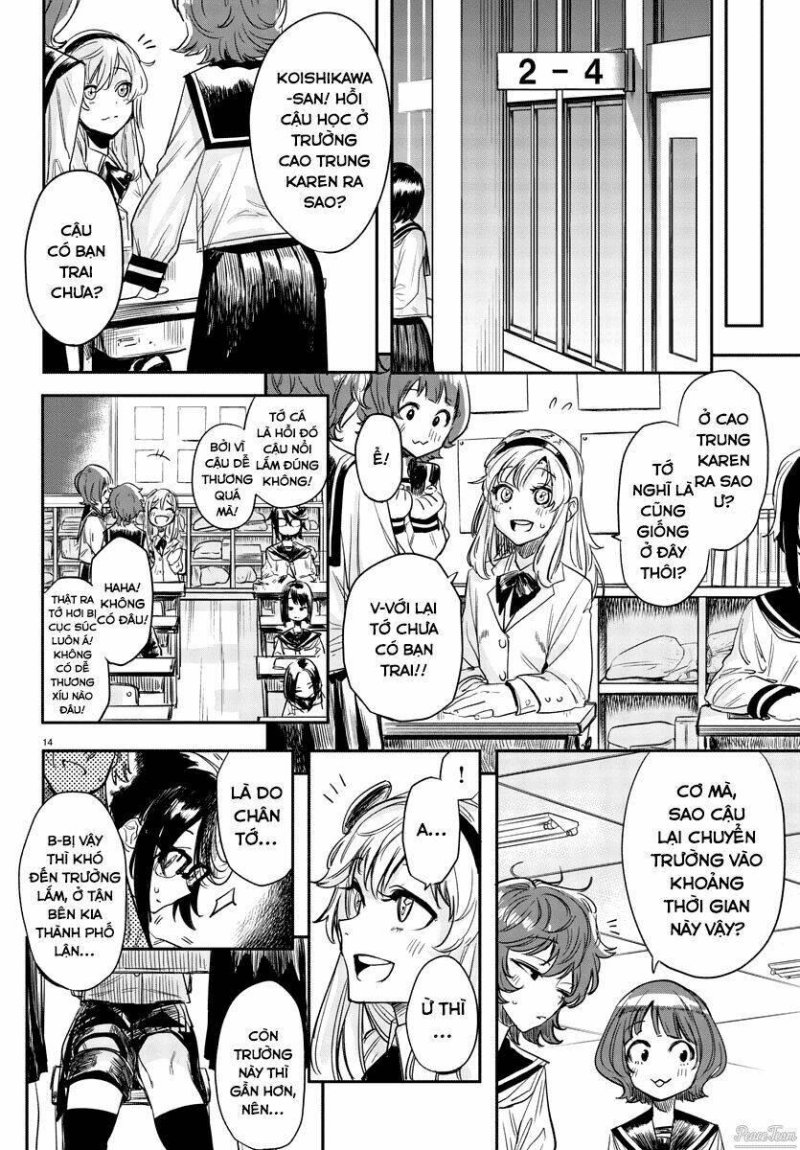 2 - 4
KOISHIKAWA
-SAN! HỒI
CẬU HỌC Ở
TRƯỜNG
CAO TRUNG
KAREN RA
SAO?
CẬU
CÓ BẠN
TRAI
CHƯA?
Ở CAO
TRUNG
KAREN
RA SAO
Ư?
TỚ
NGHĨ LÀ
CŨNG
GIỐNG
Ở ĐÂY
THÔI?
Ể!
V-VỚI LẠI
TỚ CHƯA
CÓ BẠN
TRAI!!
TỚ CÁ
LÀ HỒI ĐÓ
CẬU NỔI
LẮM ĐÚNG
KHÔNG!
BỞI VÌ
CẬU DỄ
THƯƠNG
QUÁ
MÀ!
HAHA!
KHÔNG
CÓ ĐÂU!
THẬT RA
TỚ HƠI BỊ
CỤC SÚC
LUÔN Á!
KHÔNG
CÓ DỄ
THƯƠNG
XÍU NÀO
ĐÂU!
14
CƠ MÀ,
SAO CẬU
LẠI CHUYỂN
TRƯỜNG VÀO
KHOẢNG
THỜI GIAN
NÀY VẬY?
!
A...
Ừ THÌ
...
LÀ DO
CHÂN
TỚ...
B-BỊ VẬY
THÌ KHÓ
ĐẾN TRƯỜNG
LẮM, Ở TẬN
BÊN KIA
THÀNH PHỐ
LẬN...
CÒN
TRƯỜNG
NÀY THÌ
GẦN HƠN,
NÊN...
PeaceTeam